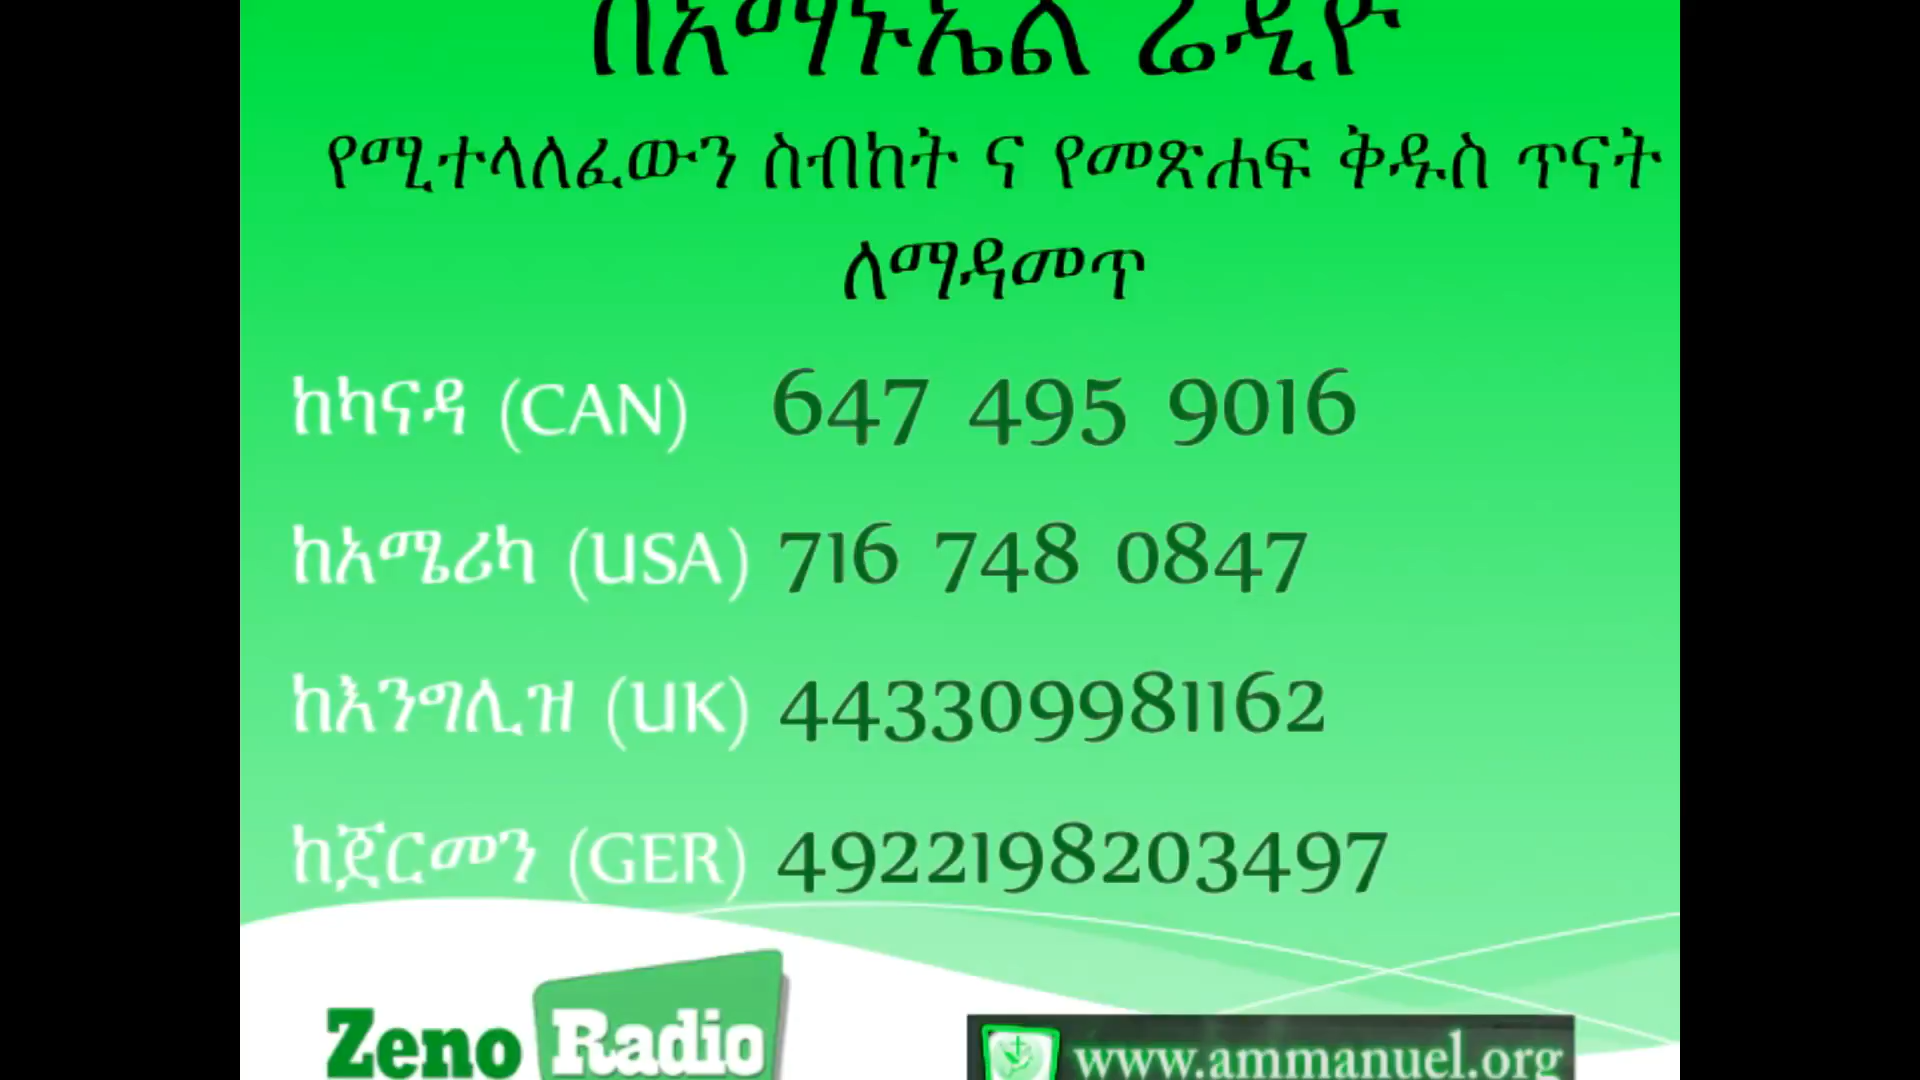 በአማኑኤል ሬዲዮ
የሚተላለፈውን ስብከት ና የመጽሐፍ ቅዱስ ጥናት
ለማዳመጥ
ከካናዳ (CAN) 647 495 9016
ከአሜሪካ (USA) 716 748 0847
ከእንግሊዝ (UK) 443309981162
ከጀርመን (GER) 4922198203497
Zeno Radio
www.ammanuel.org